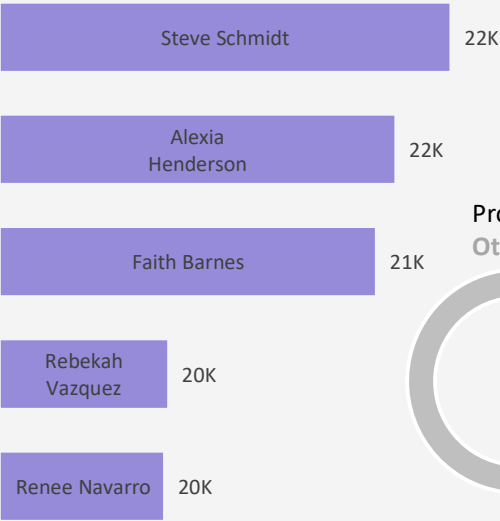 Steve Schmidt
22K
Alexia
Henderson
22K
Faith Barnes
21K
Rebekah
Vazquez
20K
Renee Navarro
20K